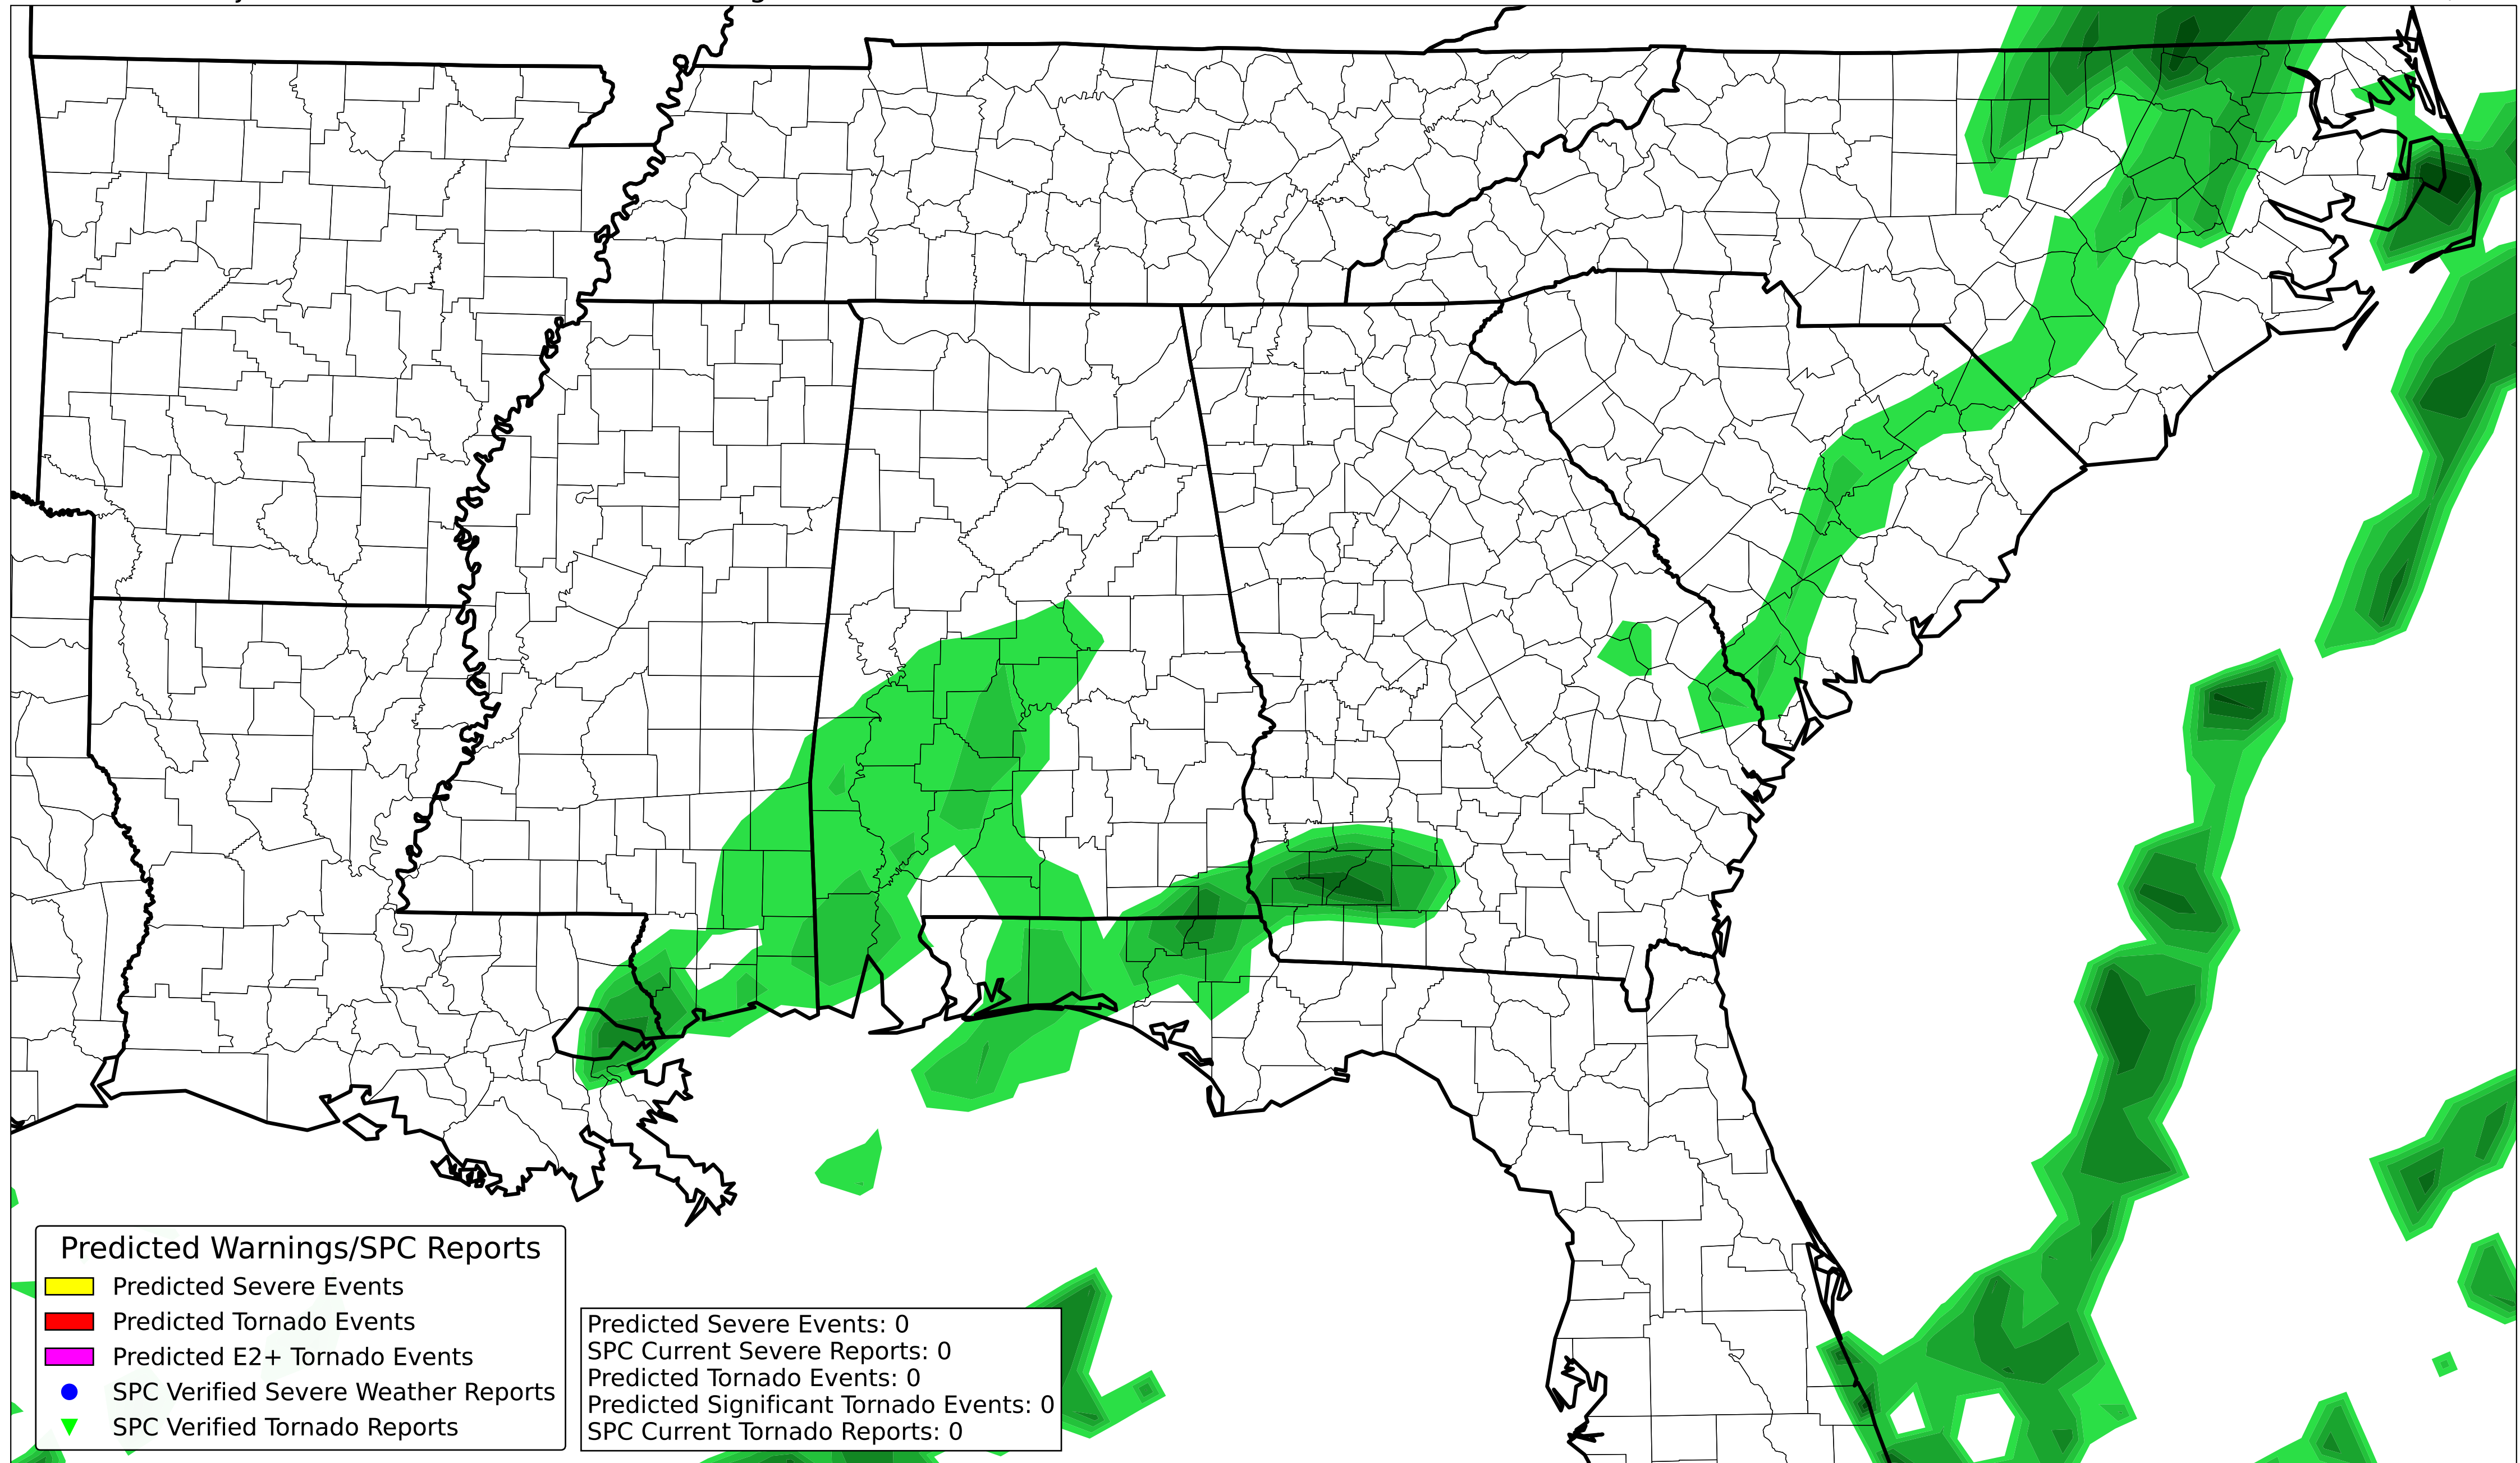 Predicted Warnings/SPC Reports
Predicted Severe Events
Predicted Tornado Events
Predicted E2+ Tornado Events
SPC Verified Severe Weather Reports
SPC Verified Tornado Reports
Predicted Severe Events: 0
SPC Current Severe Reports: 0
Predicted Tornado Events: 0
Predicted Significant Tornado Events: 0
SPC Current Tornado Reports: 0